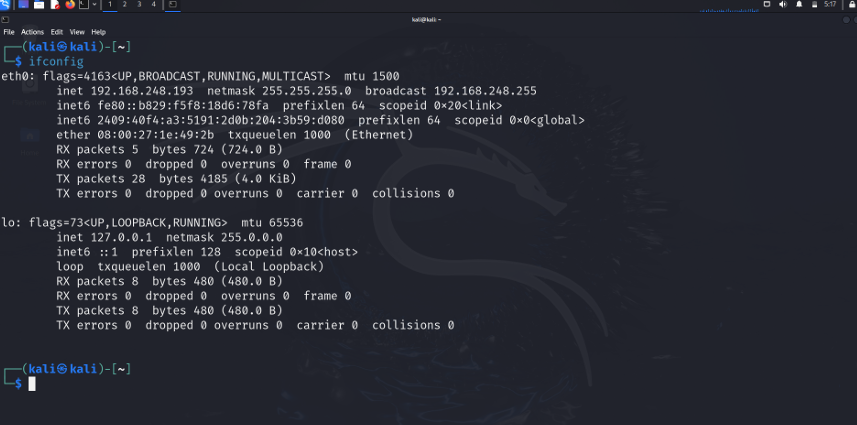 1 2 3 4
5:17
kali@kali: ~
File Actions Edit View Help
┌──(kali㉿kali)-[~]
└─$ ifconfig
eth0: flags=4163<UP,BROADCAST,RUNNING,MULTICAST>  mtu 1500
        inet 192.168.248.193  netmask 255.255.255.0  broadcast 192.168.248.255
        inet6 fe80::b829:f5f8:18d6:78fa  prefixlen 64  scopeid 0×20<link>
        inet6 2409:40f4:a3:5191:2d0b:204:3b59:d080  prefixlen 64  scopeid 0×0<global>
        ether 08:00:27:1e:49:2b  txqueuelen 1000  (Ethernet)
        RX packets 5  bytes 724 (724.0 B)
        RX errors 0  dropped 0  overruns 0  frame 0
        TX packets 28  bytes 4185 (4.0 KiB)
        TX errors 0  dropped 0 overruns 0  carrier 0  collisions 0
lo: flags=73<UP,LOOPBACK,RUNNING>  mtu 65536
        inet 127.0.0.1  netmask 255.0.0.0
        inet6 ::1  prefixlen 128  scopeid 0×10<host>
        loop  txqueuelen 1000  (Local Loopback)
        RX packets 8  bytes 480 (480.0 B)
        RX errors 0  dropped 0  overruns 0  frame 0
        TX packets 8  bytes 480 (480.0 B)
        TX errors 0  dropped 0 overruns 0  carrier 0  collisions 0
┌──(kali㉿kali)-[~]
└─$